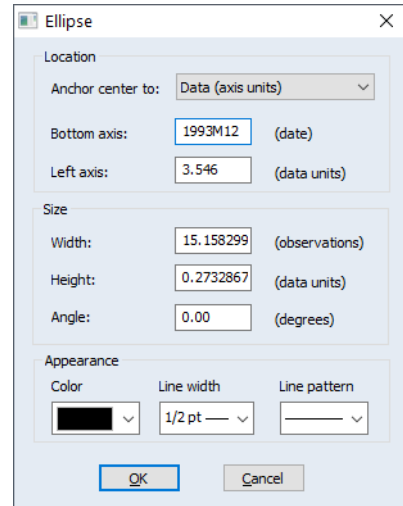 Ellipse
Location
Anchor center to: Data (axis units)
Bottom axis: 1993M12 (date)
Left axis: 3.546 (data units)
Size
Width: 15.158299 (observations)
Height: 0.2732867 (data units)
Angle: 0.00 (degrees)
Appearance
Color Line width Line pattern
1/2 pt
OK Cancel